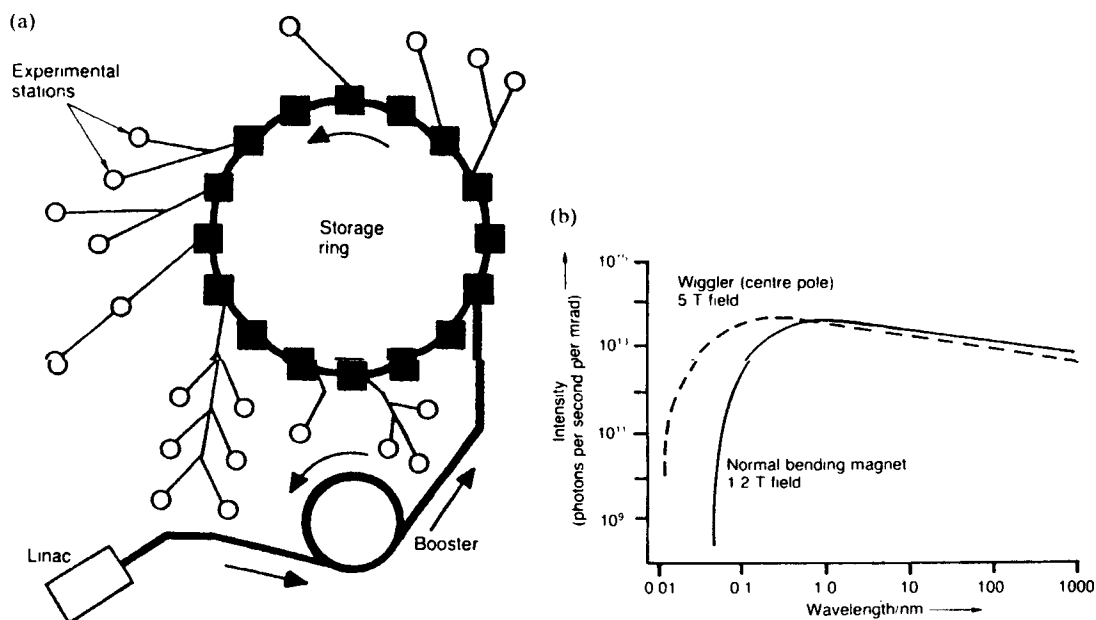 (a)
Experimental
stations
Storage
ring
Linac
Booster
(b)
Intensity
(photons per second per mrad)
10¹³
10¹¹
10⁹
Wiggler (centre pole)
5 T field
Normal bending magnet
1 2 T field
0 01
0 1
1 0
10
100
1000
Wavelength/nm